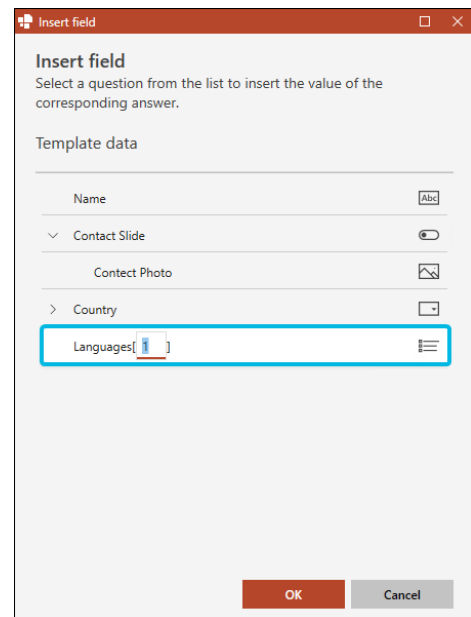 Insert field
Insert field
Select a question from the list to insert the value of the
corresponding answer.
Template data
Name Abc
Contact Slide
Contect Photo
Country
Languages[ 1 ]
OK Cancel